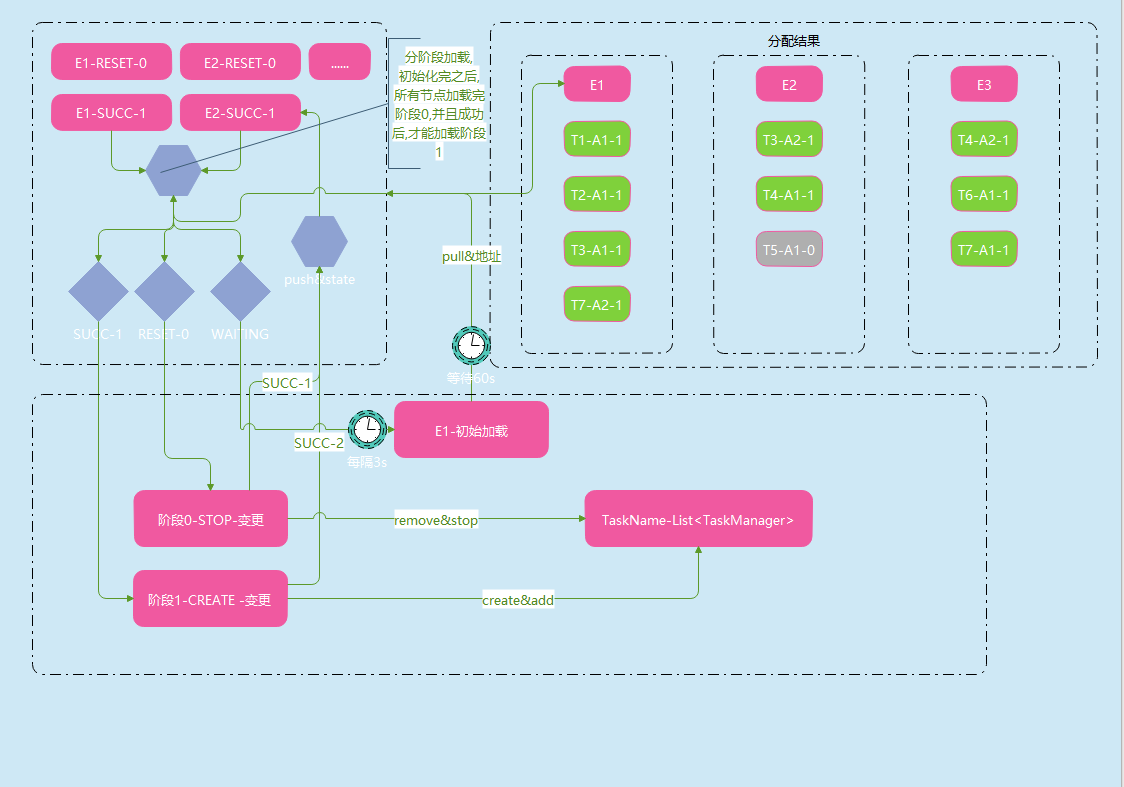 分配结果
E1-RESET-0
E2-RESET-0
......
E1-SUCC-1
E2-SUCC-1
分阶段加载,
初始化完之后,
所有节点加载完
阶段0,并且成功
后,才能加载阶段
1
E1
T1-A1-1
T2-A1-1
T3-A1-1
T7-A2-1
E2
T3-A2-1
T4-A1-1
T5-A1-0
E3
T4-A2-1
T6-A1-1
T7-A1-1
pull&地址
push&state
SUCC-1
RESET-0
WAITING
等待60s
SUCC-1
SUCC-2
每隔3s
E1-初始加载
阶段0-STOP-变更
remove&stop
TaskName-List<TaskManager>
阶段1-CREATE -变更
create&add